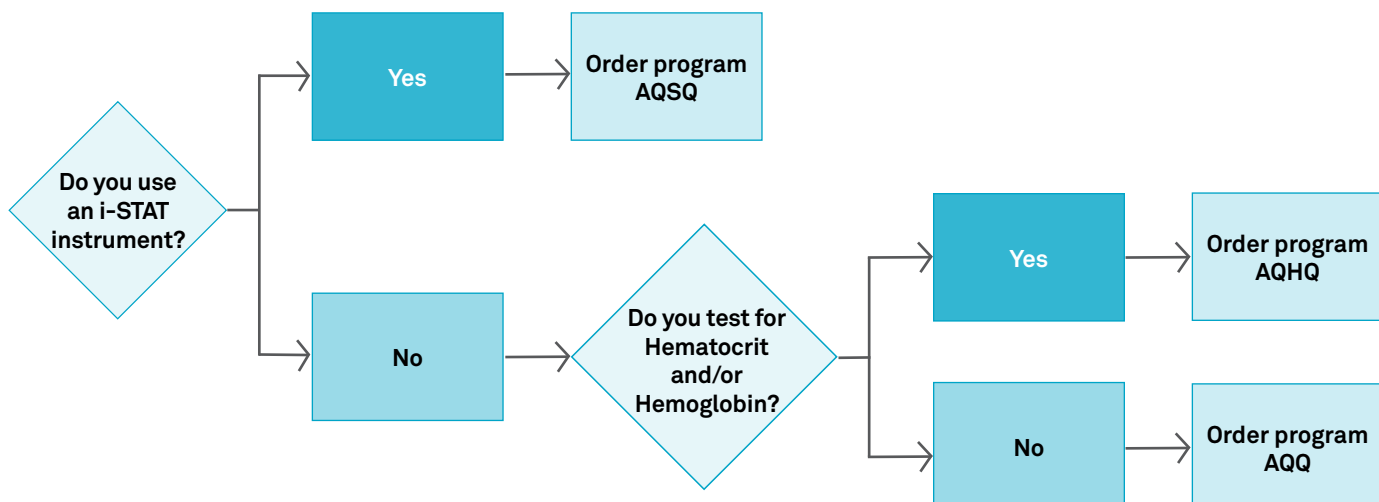 Do you use
an i-STAT
instrument?
Yes
Order program
AQSQ
No
Do you test for
Hematocrit
and/or
Hemoglobin?
Yes
Order program
AQHQ
No
Order program
AQQ